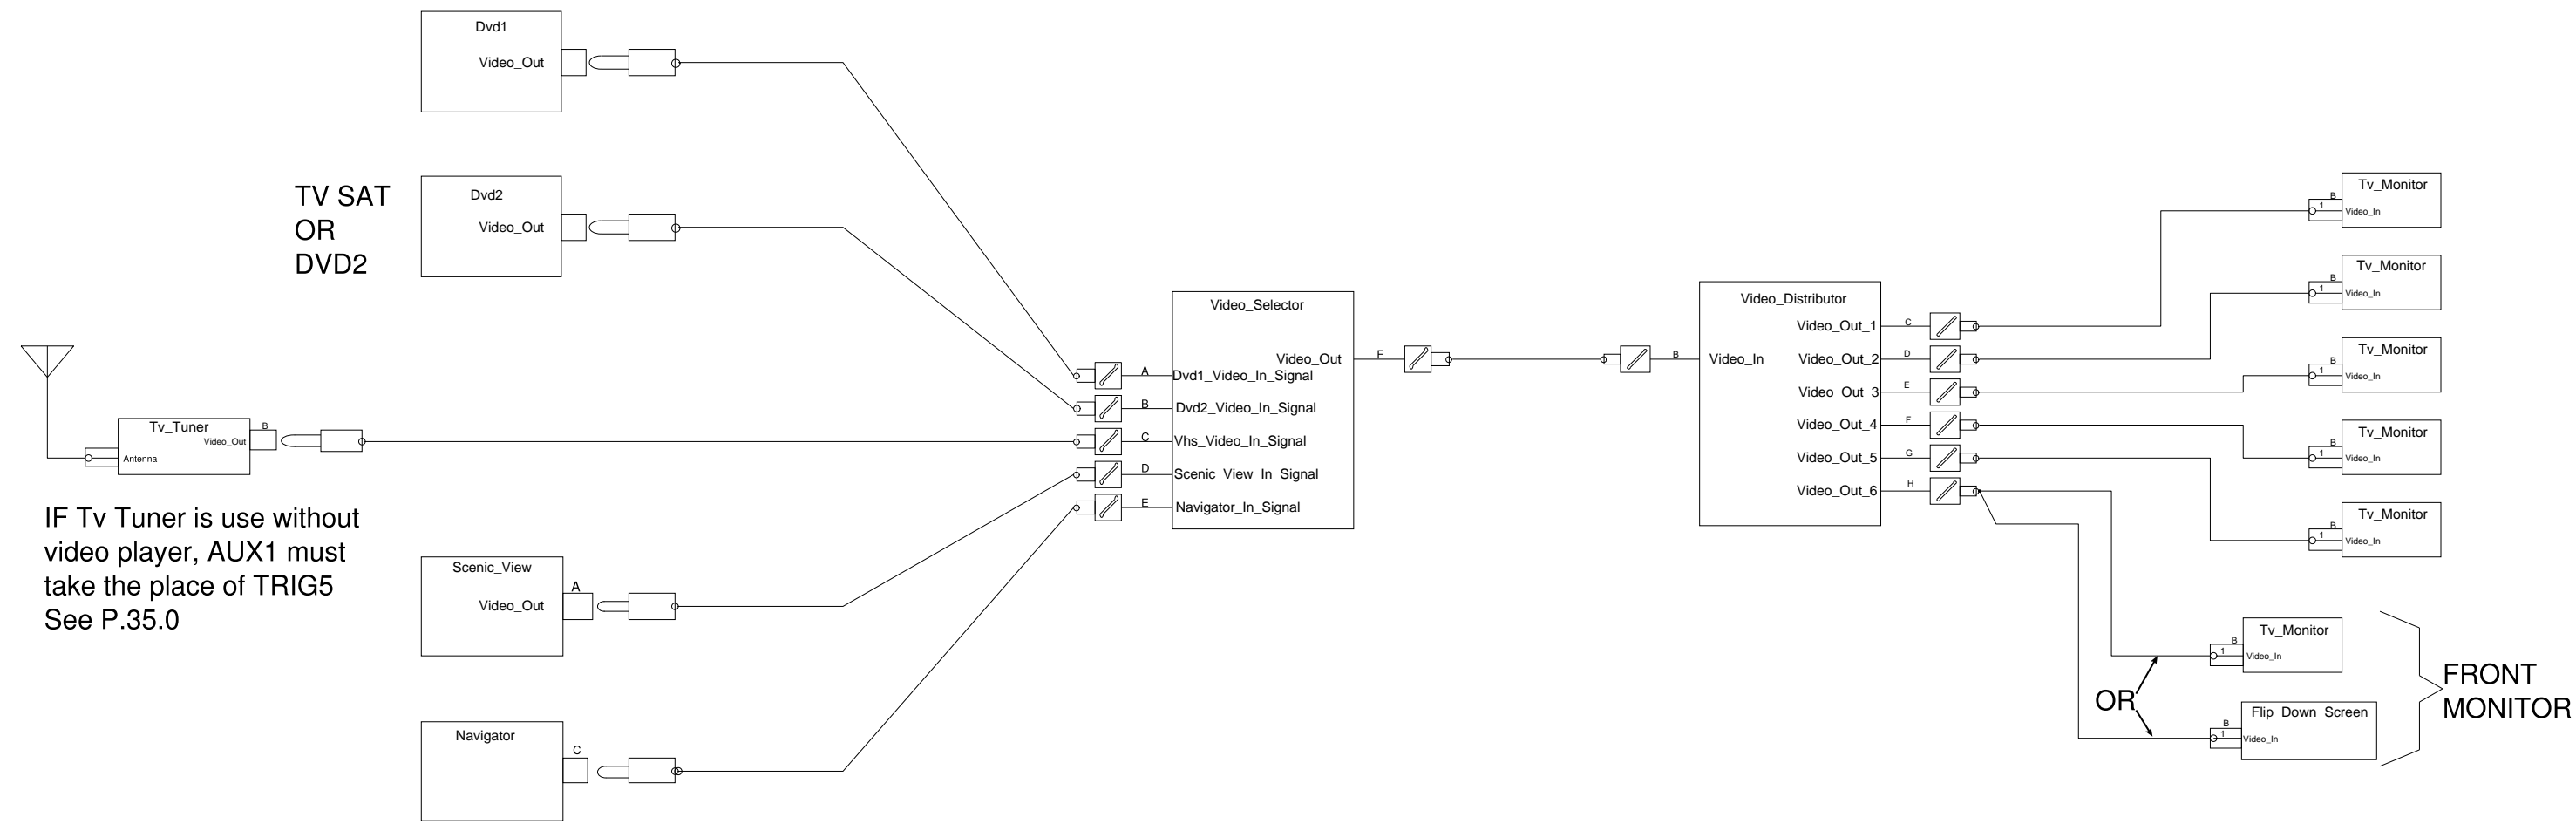 Dvd1
Video_Out
TV SAT
OR
DVD2
Dvd2
Video_Out
Tv_Tuner
Video_Out
B
Antenna
IF Tv Tuner is use without
video player, AUX1 must
take the place of TRIG5
See P.35.0
Scenic_View
A
Video_Out
Navigator
C
Video_Selector
Video_Out
F
A
Dvd1_Video_In_Signal
B
Dvd2_Video_In_Signal
C
Vhs_Video_In_Signal
D
Scenic_View_In_Signal
E
Navigator_In_Signal
Video_Distributor
B
Video_In
Video_Out_1
C
Video_Out_2
D
Video_Out_3
E
Video_Out_4
F
Video_Out_5
G
Video_Out_6
H
Tv_Monitor
B
1
Video_In
Tv_Monitor
B
1
Video_In
Tv_Monitor
B
1
Video_In
Tv_Monitor
B
1
Video_In
Tv_Monitor
B
1
Video_In
Tv_Monitor
B
1
Video_In
OR
Flip_Down_Screen
B
1
Video_In
FRONT
MONITOR